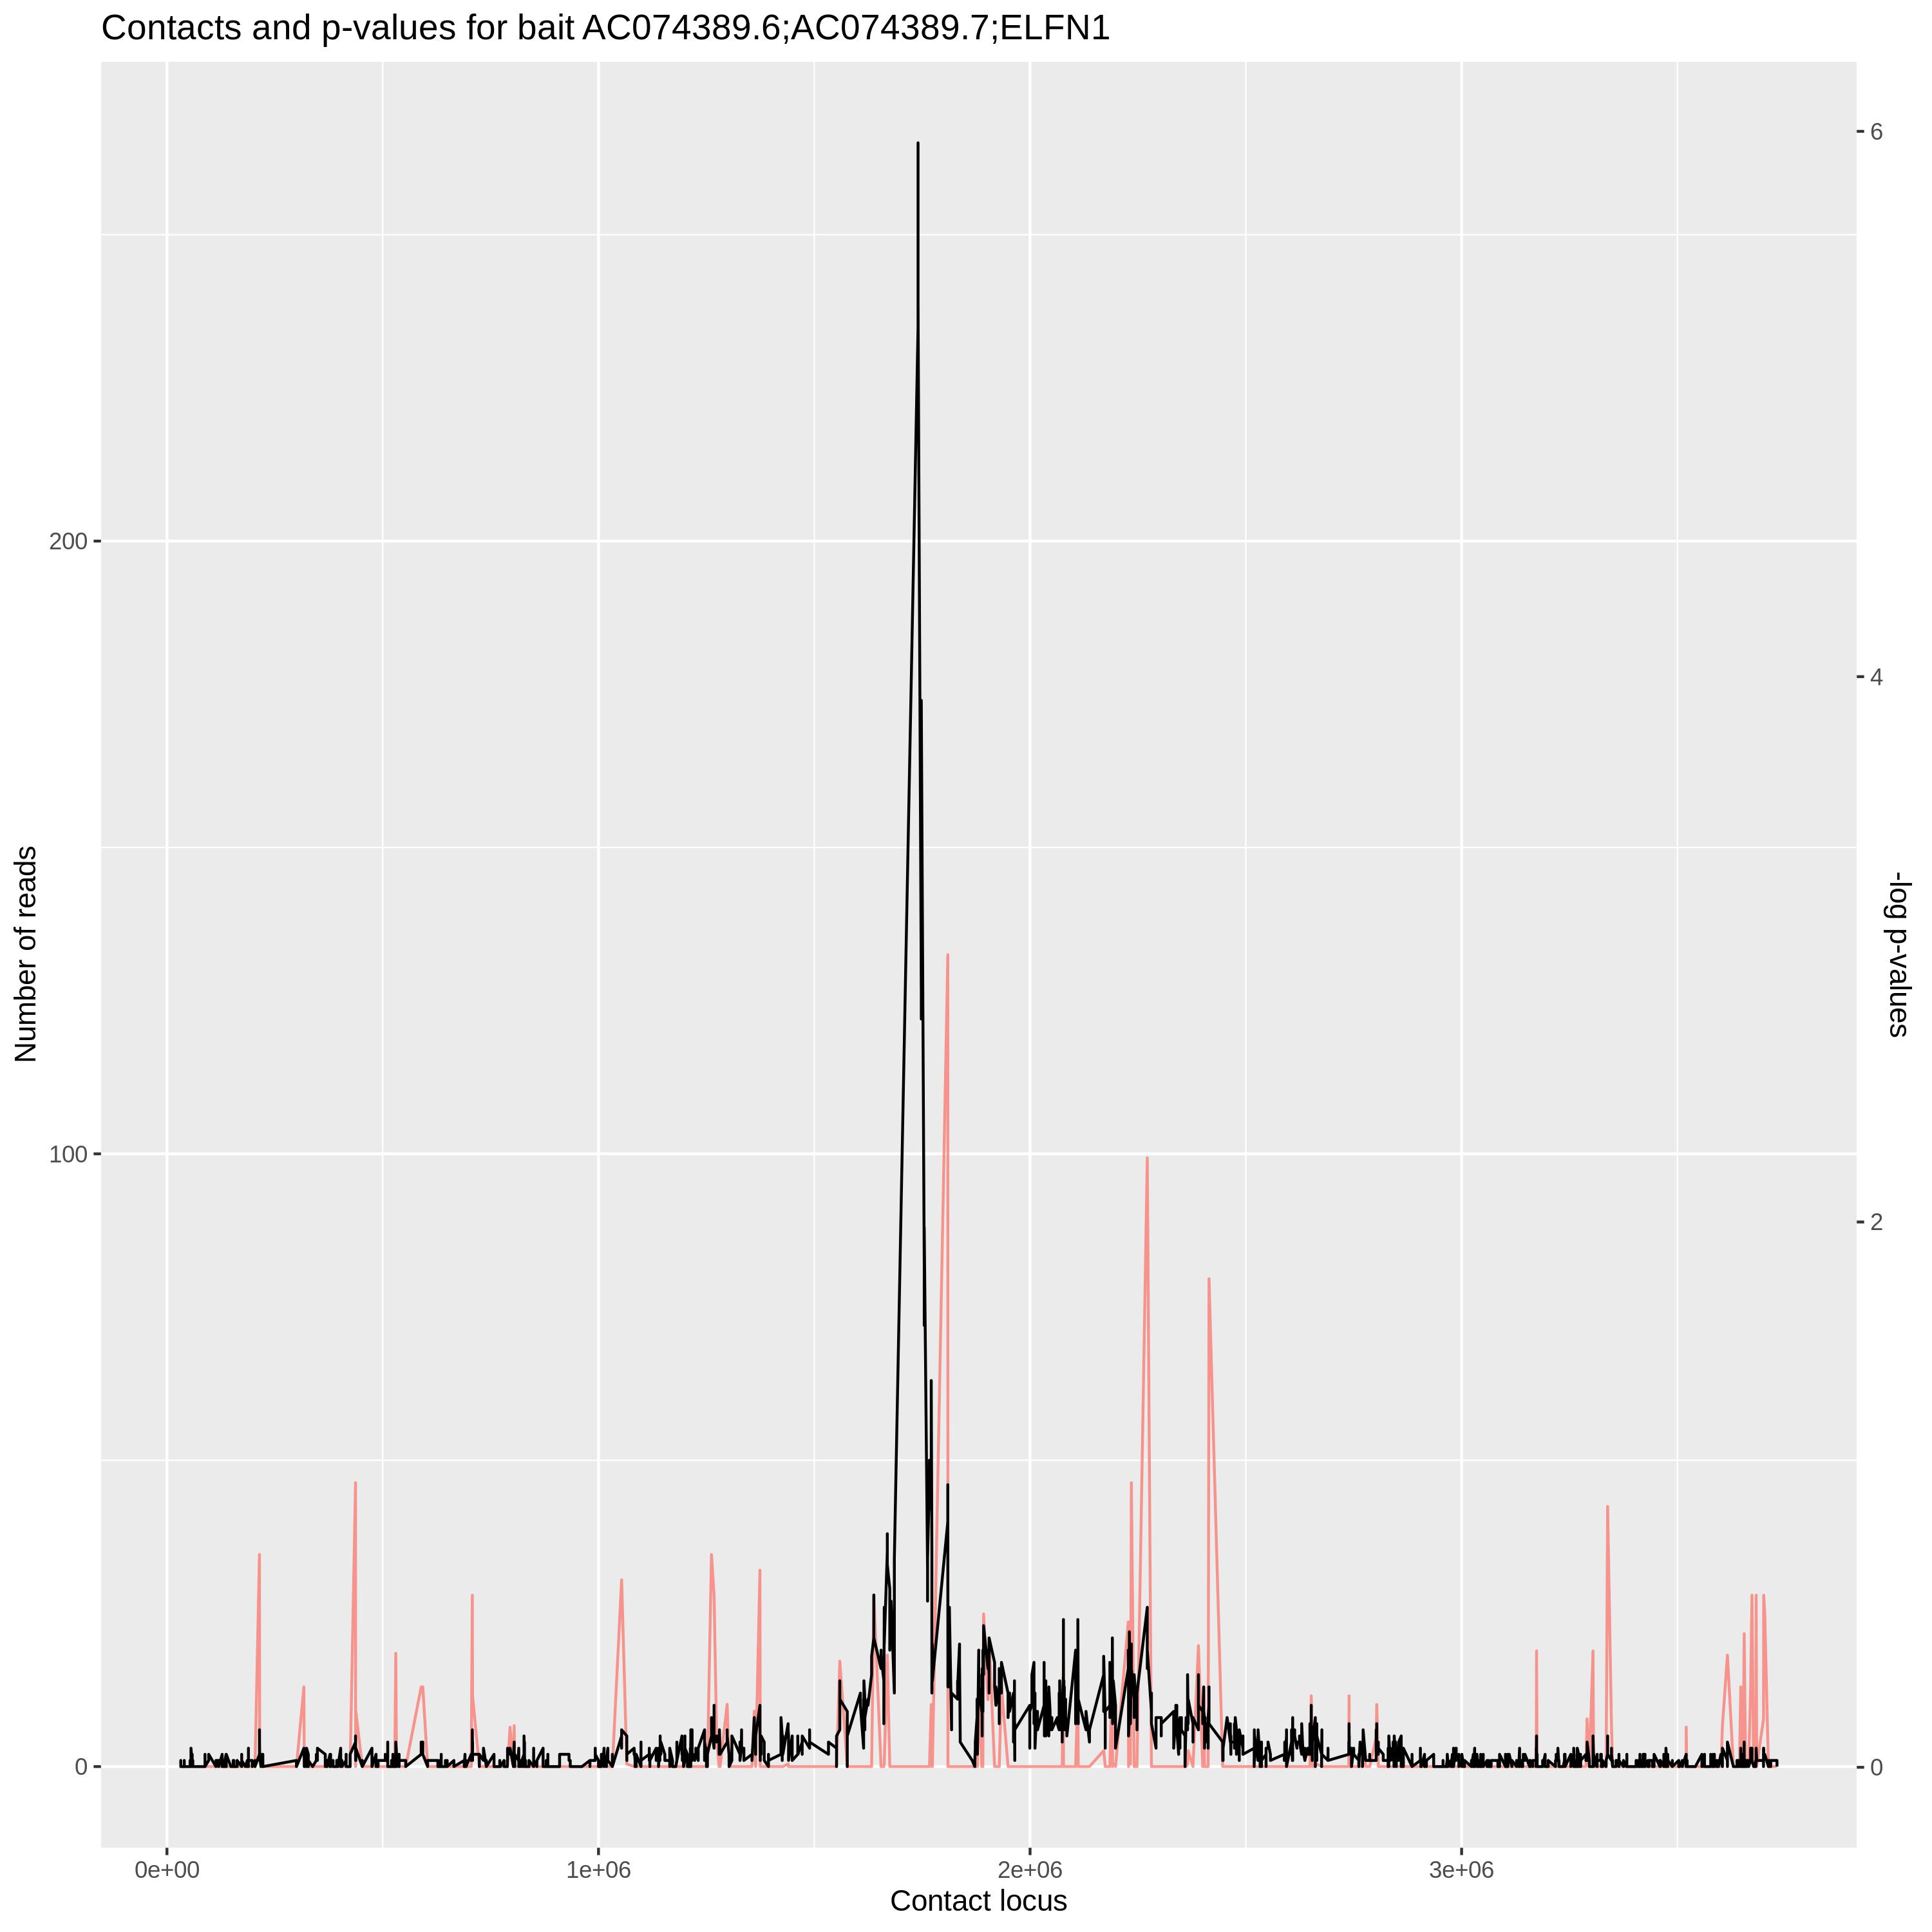 Contacts and p-values for bait AC074389.6;AC074389.7;ELFN1
Number of reads
200
100
0
6
4
2
0
-log p-values
0e+00 1e+06 2e+06 3e+06
Contact locus